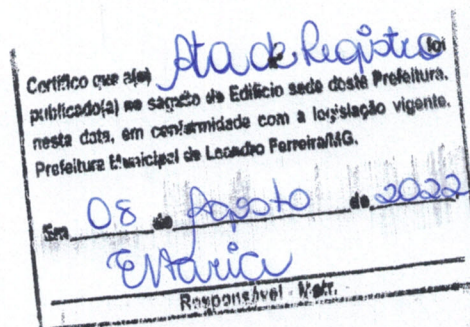 Certifico que a(o) Ata de Registro foi
publicado(a) no saguão do Edifício sede desta Prefeitura,
nesta data, em conformidade com a legislação vigente.
Prefeitura Municipal de Leandro Ferreira/MG.
Em 08 de Agosto de 2022
Responsável - Matr.